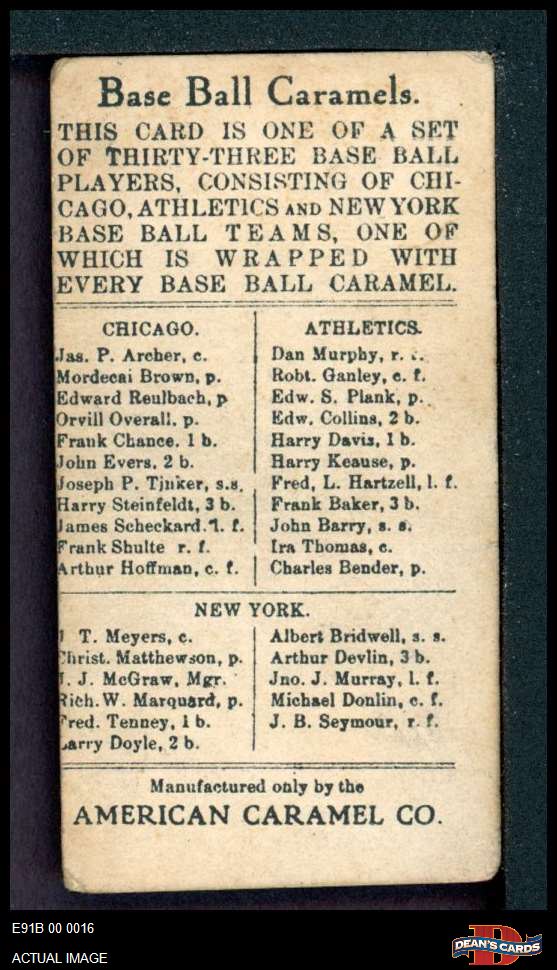 Base Ball Caramels.
THIS CARD IS ONE OF A SET
OF THIRTY-THREE BASE BALL
PLAYERS, CONSISTING OF CHI-
CAGO, ATHLETICS AND NEW YORK
BASE BALL TEAMS, ONE OF
WHICH IS WRAPPED WITH
EVERY BASE BALL CARAMEL.
CHICAGO.
Jas. P. Archer, c.
Mordecai Brown, p.
Edward Reulbach, p
Orvill Overall. p.
Frank Chance. 1 b.
John Evers. 2 b.
Joseph P. Tinker, s.s.
Harry Steinfeldt, 3 b.
James Scheckard. l. f.
Frank Shulte r. f.
Arthur Hoffman, c. f.
ATHLETICS.
Dan Murphy, r.
Robt. Ganley, c. f.
Edw. S. Plank, p.
Edw. Collins, 2 b.
Harry Davis, 1 b.
Harry Keause, p.
Fred, L. Hartzell, l. f.
Frank Baker, 3 b.
John Barry, s. s.
Ira Thomas, c.
Charles Bender, p.
NEW YORK.
T. Meyers, c.
Christ. Matthewson, p.
J. J. McGraw, Mgr.
Rich. W. Marquard, p.
Fred. Tenney, 1 b.
Larry Doyle, 2 b.
Albert Bridwell, s. s.
Arthur Devlin, 3 b.
Jno. J. Murray, l. f.
Michael Donlin, c. f.
J. B. Seymour, r. f.
Manufactured only by the
AMERICAN CARAMEL CO.
E91B 00 0016
ACTUAL IMAGE
D
DEAN'S CARDS